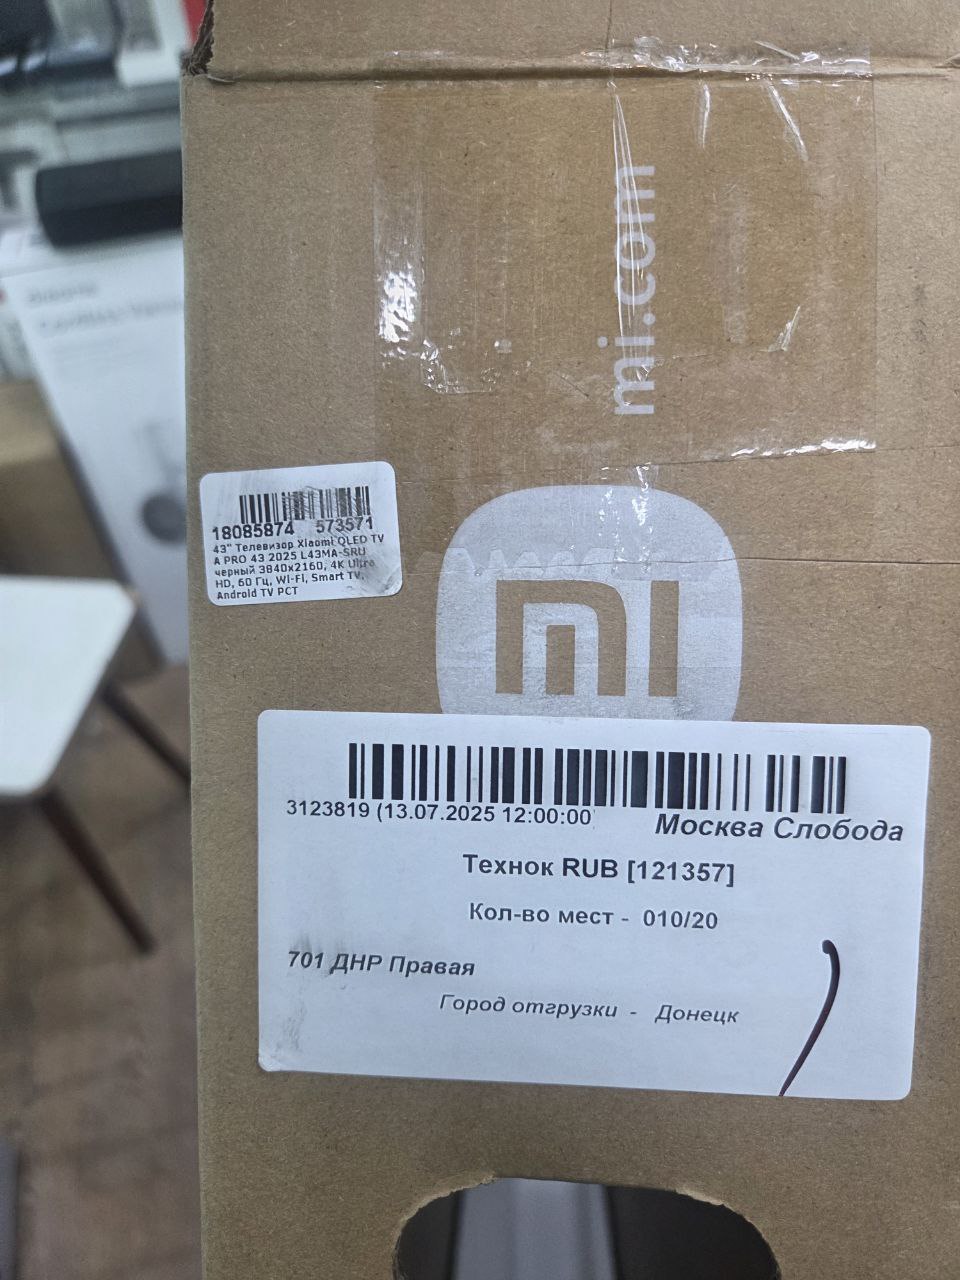 mi.com
18085874 573571
43" Телевизор Xiaomi QLED TV
A PRO 43 2025 L43MA-SRU
черный 3840x2160, 4K Ultra
HD, 60 Гц, Wi-Fi, Smart TV,
Android TV РСТ
mi
3123819 (13.07.2025 12:00:00
Москва Слобода
Технок RUB [121357]
Кол-во мест - 010/20
701 ДНР Правая
Город отгрузки - Донецк